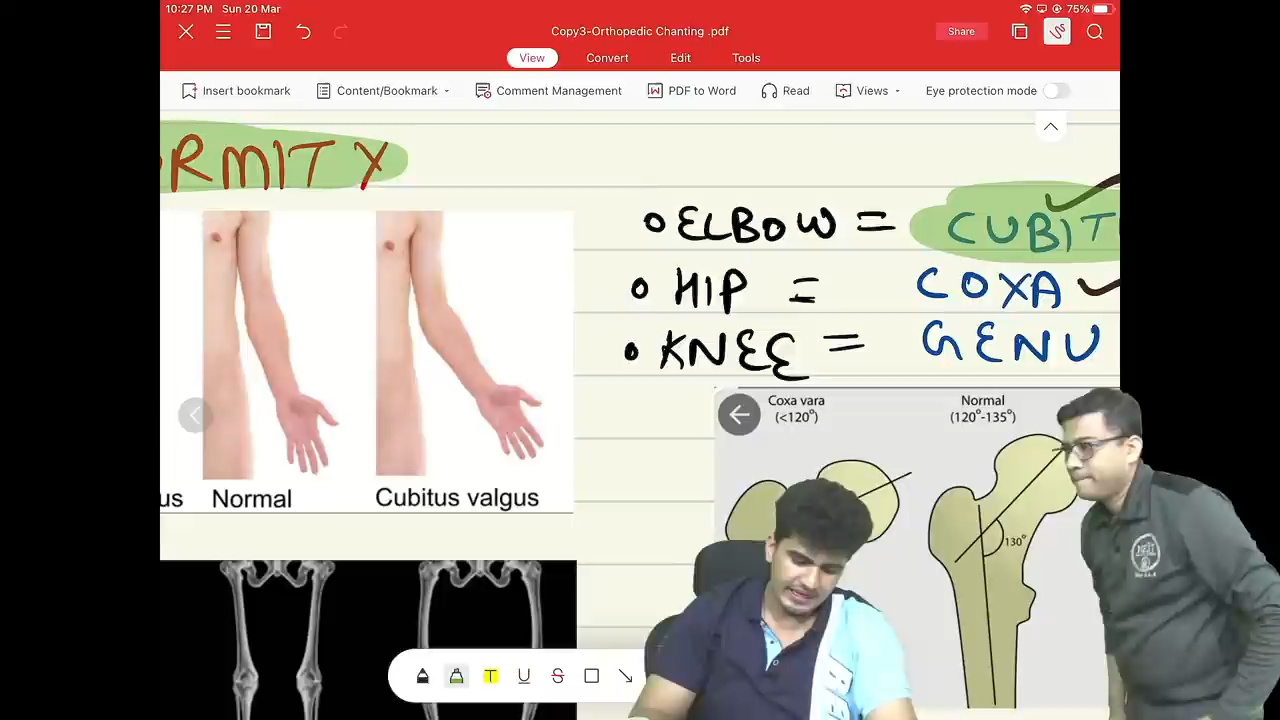 10:27 PM Sun 20 Mar
75%
Copy3-Orthopedic Chanting .pdf
Share
View Convert Edit Tools
Insert bookmark Content/Bookmark Comment Management PDF to Word Read Views Eye protection mode
RMITY
ELBOW = CUBIT
HIP = COXA
KNEE = GENU
Coxa vara
(<120°)
Normal
(120°-135°)
130°
us Normal Cubitus valgus
T U S